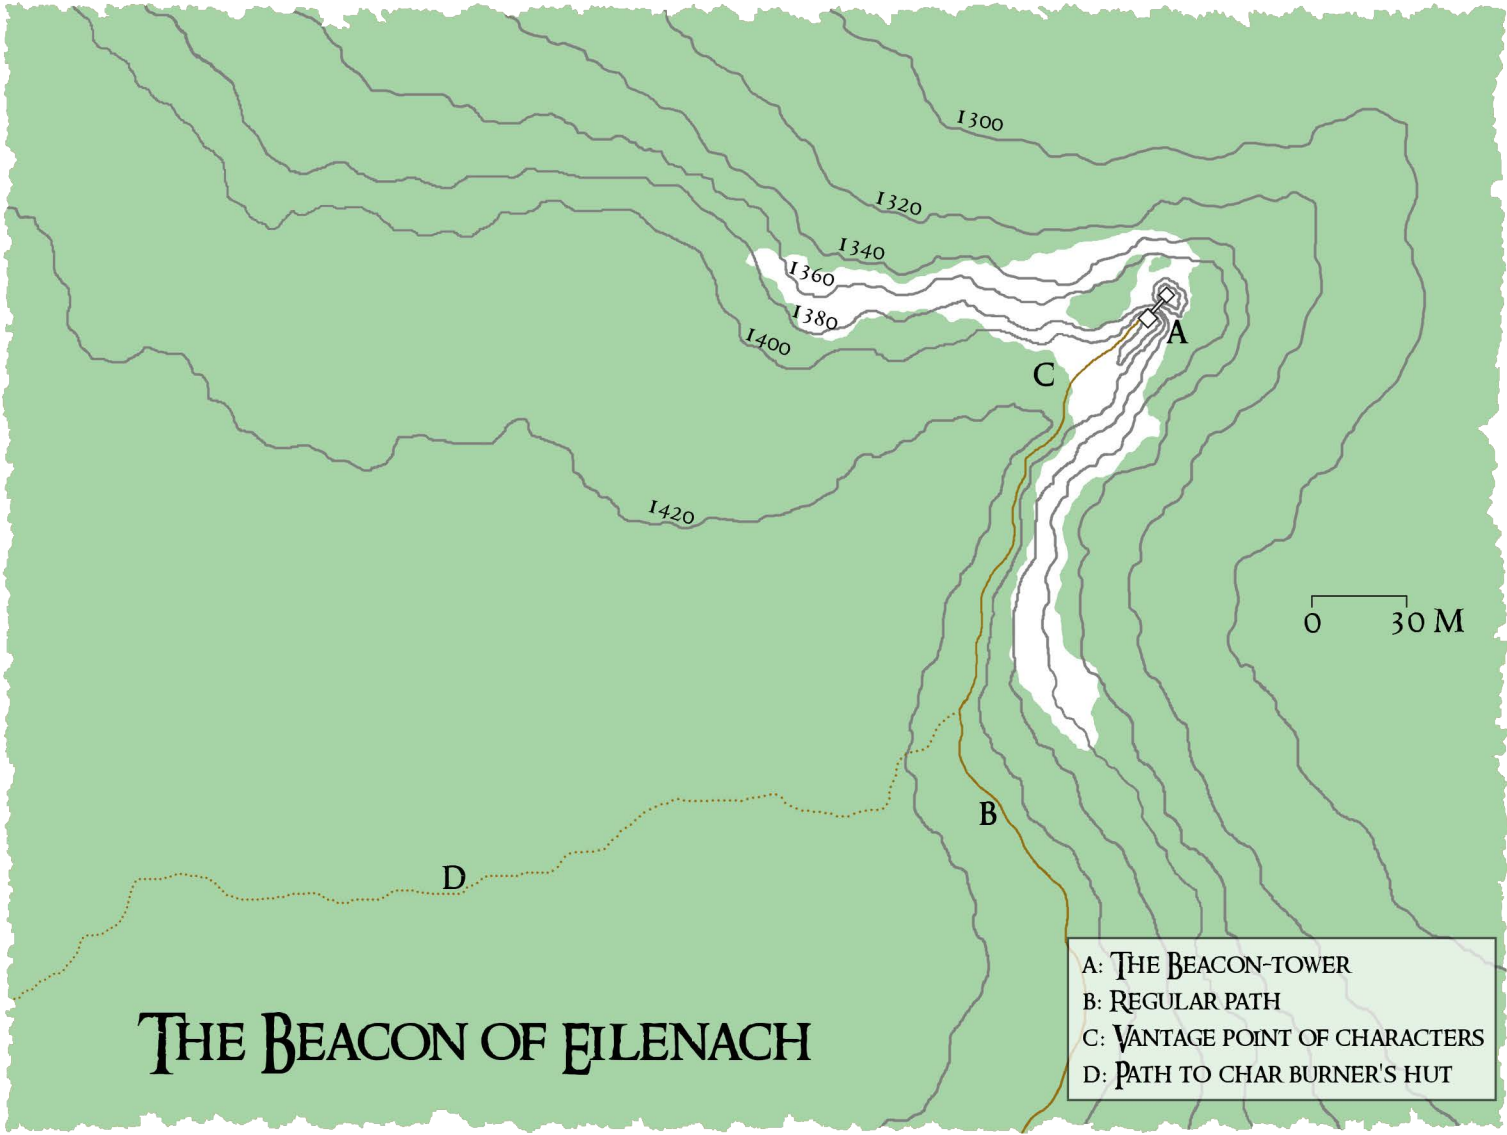 1300
1320
1340
1360
1380
1400
A
C
1420
0 30 M
B
D
A: The Beacon-tower
B: Regular path
C: Vantage point of characters
D: Path to char burner's hut
The Beacon of Eilenach